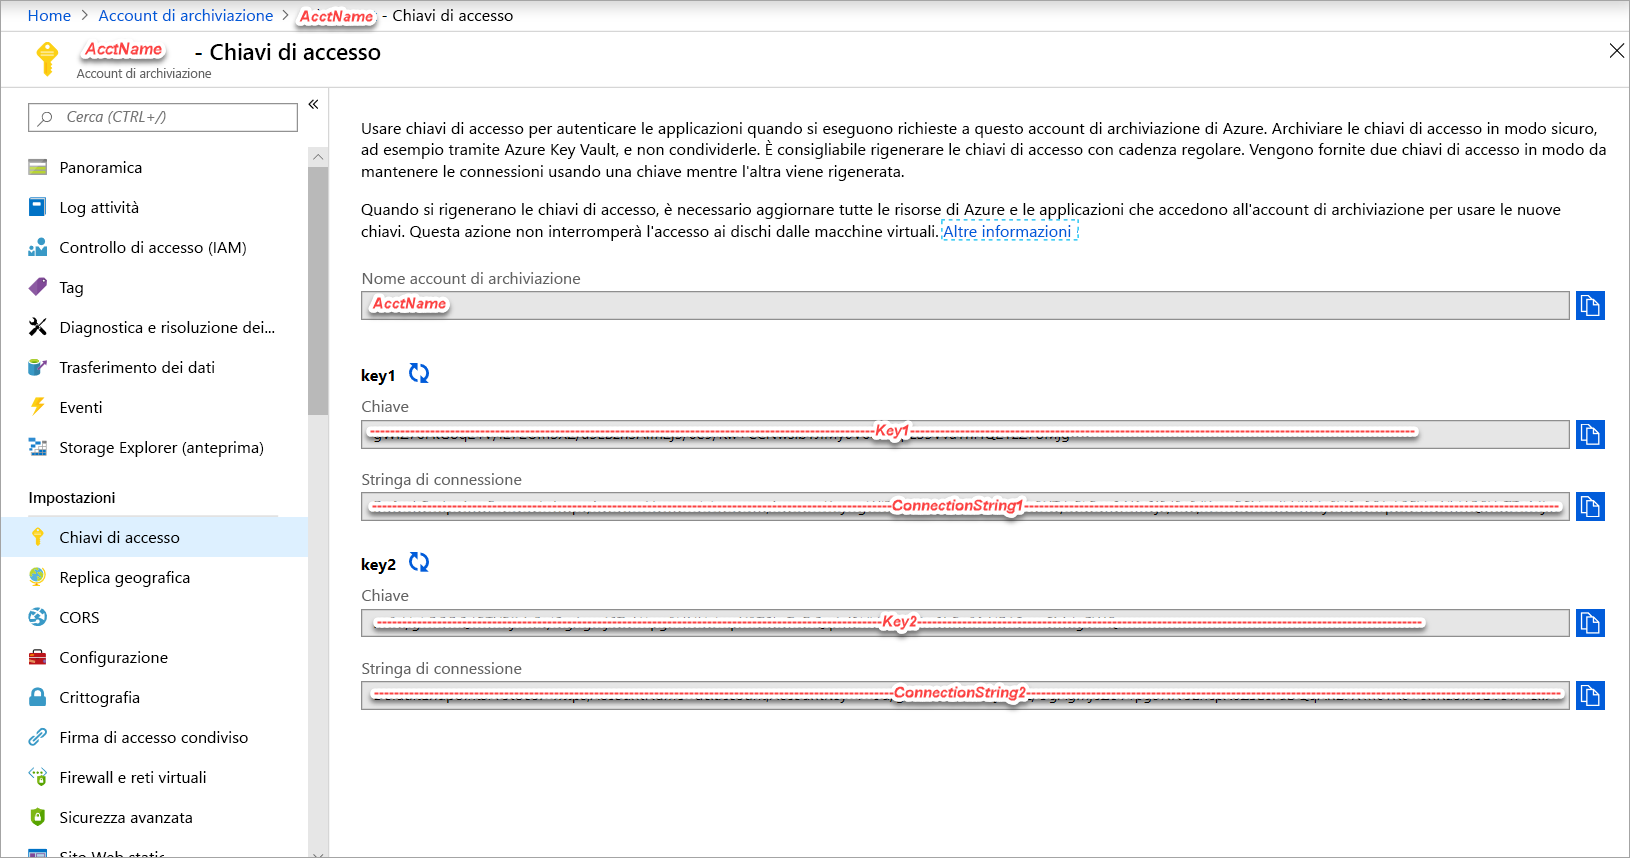 Home > Account di archiviazione > AcctName - Chiavi di accesso
AcctName - Chiavi di accesso
Account di archiviazione
Cerca (CTRL+/)
«
Panoramica
Log attività
Controllo di accesso (IAM)
Tag
Diagnostica e risoluzione dei...
Trasferimento dei dati
Eventi
Storage Explorer (anteprima)
Impostazioni
Chiavi di accesso
Replica geografica
CORS
Configurazione
Crittografia
Firma di accesso condiviso
Firewall e reti virtuali
Sicurezza avanzata
Sito Web static
Usare chiavi di accesso per autenticare le applicazioni quando si eseguono richieste a questo account di archiviazione di Azure. Archiviare le chiavi di accesso in modo sicuro,
ad esempio tramite Azure Key Vault, e non condividerle. È consigliabile rigenerare le chiavi di accesso con cadenza regolare. Vengono fornite due chiavi di accesso in modo da
mantenere le connessioni usando una chiave mentre l'altra viene rigenerata.
Quando si rigenerano le chiavi di accesso, è necessario aggiornare tutte le risorse di Azure e le applicazioni che accedono all'account di archiviazione per usare le nuove
chiavi. Questa azione non interromperà l'accesso ai dischi dalle macchine virtuali. Altre informazioni
Nome account di archiviazione
AcctName
key1
Chiave
Key1
Stringa di connessione
ConnectionString1
key2
Chiave
Key2
Stringa di connessione
ConnectionString2